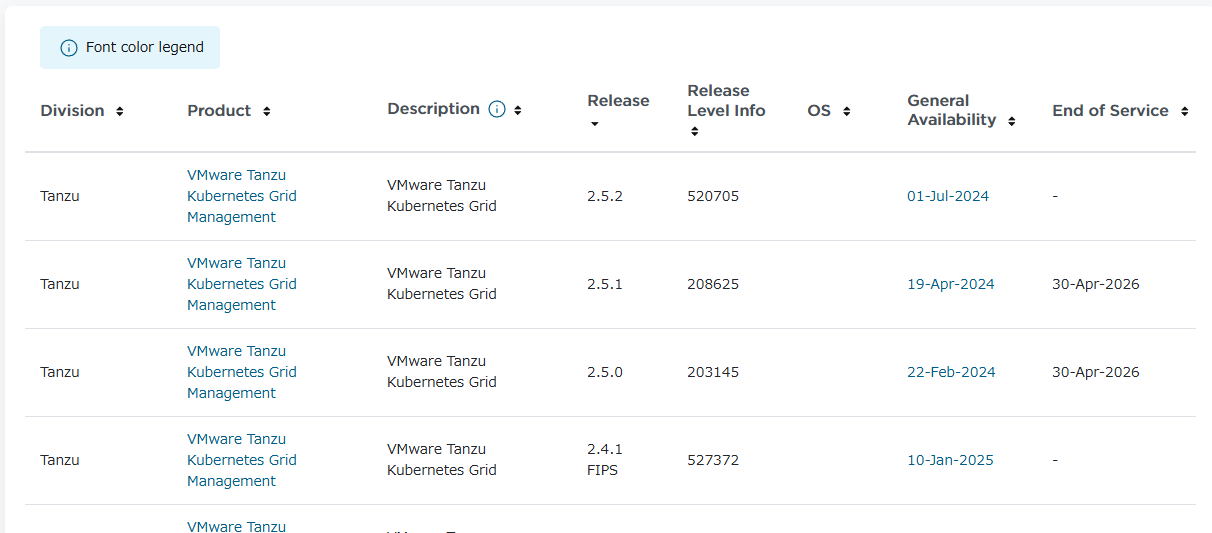 Font color legend
Division
Product
Description
Release
Release
Level Info
OS
General
Availability
End of Service
Tanzu
VMware Tanzu
Kubernetes Grid
Management
VMware Tanzu
Kubernetes Grid
2.5.2
520705
01-Jul-2024
-
Tanzu
VMware Tanzu
Kubernetes Grid
Management
VMware Tanzu
Kubernetes Grid
2.5.1
208625
19-Apr-2024
30-Apr-2026
Tanzu
VMware Tanzu
Kubernetes Grid
Management
VMware Tanzu
Kubernetes Grid
2.5.0
203145
22-Feb-2024
30-Apr-2026
Tanzu
VMware Tanzu
Kubernetes Grid
Management
VMware Tanzu
Kubernetes Grid
2.4.1
FIPS
527372
10-Jan-2025
-
VMware Tanzu